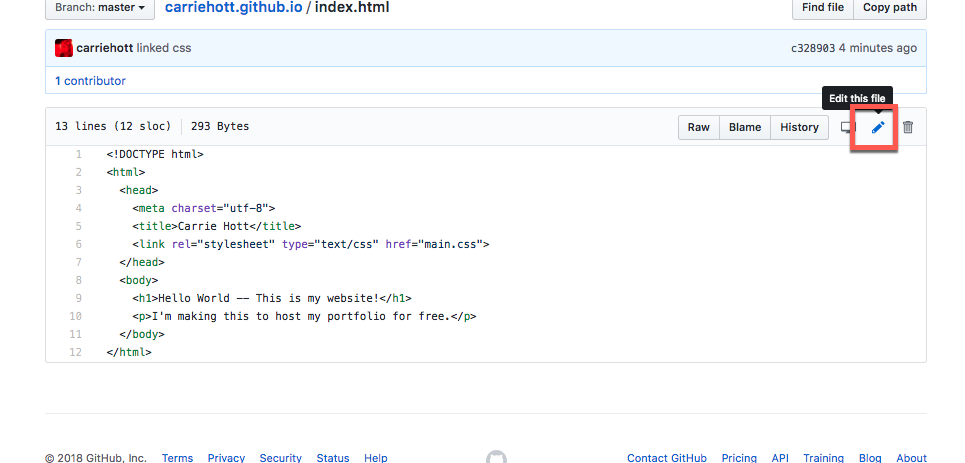 Branch: master
carriehott.github.io / index.html
Find file
Copy path
carriehott linked css
c328903 4 minutes ago
1 contributor
Edit this file
13 lines (12 sloc) 293 Bytes
Raw
Blame
History
1 <!DOCTYPE html>
2 <html>
3 <head>
4 <meta charset="utf-8">
5 <title>Carrie Hott</title>
6 <link rel="stylesheet" type="text/css" href="main.css">
7 </head>
8 <body>
9 <h1>Hello World -- This is my website!</h1>
10 <p>I'm making this to host my portfolio for free.</p>
11 </body>
12 </html>
© 2018 GitHub, Inc. Terms Privacy Security Status Help Contact GitHub Pricing API Training Blog About